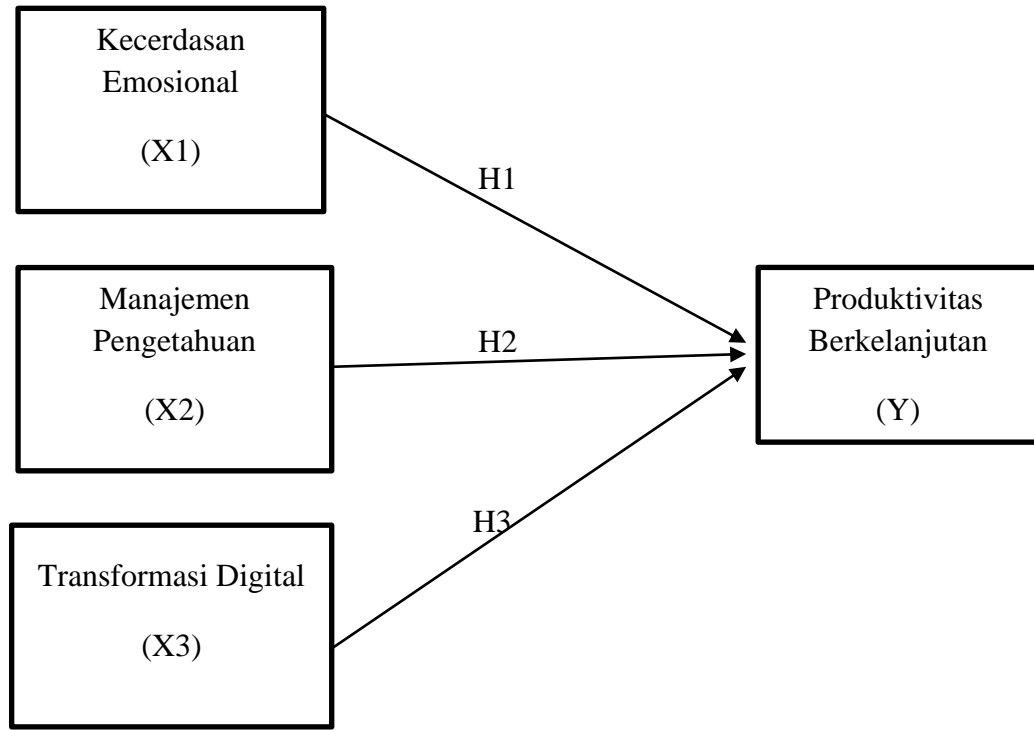 Kecerdasan
Emosional
(X1)
H1
Manajemen
Pengetahuan
(X2)
H2
Produktivitas
Berkelanjutan
(Y)
H3
Transformasi Digital
(X3)